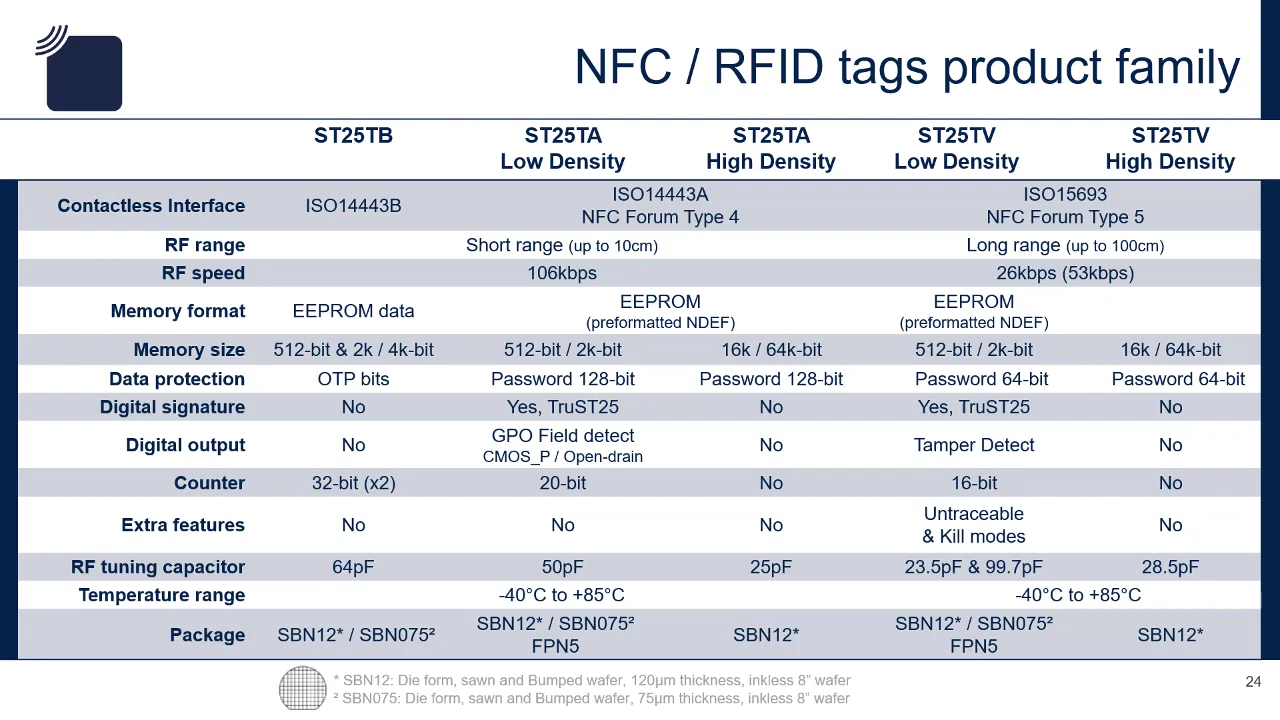 NFC / RFID tags product family
ST25TB ST25TA ST25TA ST25TV ST25TV
Low Density High Density Low Density High Density
Contactless Interface ISO14443B ISO14443A ISO15693
NFC Forum Type 4 NFC Forum Type 5
RF range Short range (up to 10cm) Long range (up to 100cm)
RF speed 106kbps 26kbps (53kbps)
Memory format EEPROM data EEPROM EEPROM
(preformatted NDEF) (preformatted NDEF)
Memory size 512-bit & 2k / 4k-bit 512-bit / 2k-bit 16k / 64k-bit 512-bit / 2k-bit 16k / 64k-bit
Data protection OTP bits Password 128-bit Password 128-bit Password 64-bit Password 64-bit
Digital signature No Yes, TruST25 No Yes, TruST25 No
Digital output No GPO Field detect No Tamper Detect No
CMOS_P / Open-drain
Counter 32-bit (x2) 20-bit No 16-bit No
Extra features No No No Untraceable No
& Kill modes
RF tuning capacitor 64pF 50pF 25pF 23.5pF & 99.7pF 28.5pF
Temperature range -40°C to +85°C -40°C to +85°C
Package SBN12* / SBN075² SBN12* / SBN075² SBN12* SBN12* / SBN075² SBN12*
FPN5 FPN5
* SBN12: Die form, sawn and Bumped wafer, 120µm thickness, inkless 8” wafer
² SBN075: Die form, sawn and Bumped wafer, 75µm thickness, inkless 8” wafer
24